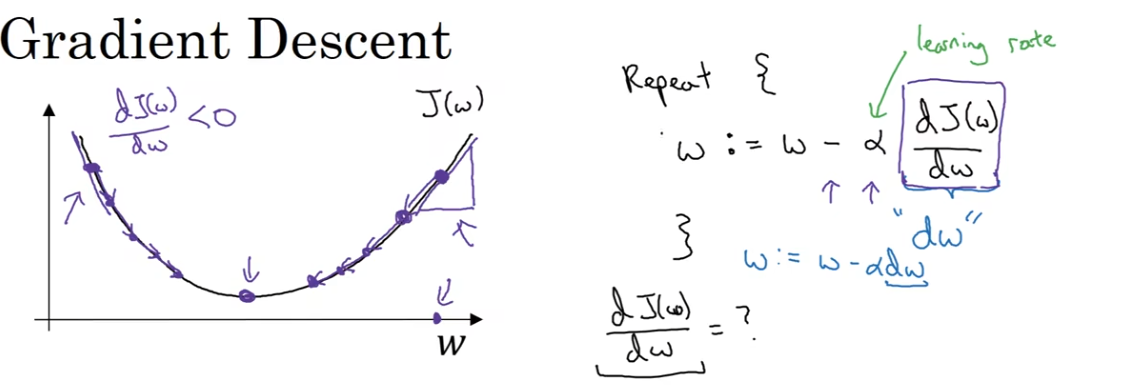 Gradient Descent
dJ(w)/dw <0
J(w)
w
learning rate
Repeat {
w := w - α dJ(w)/dw
"dw"
}
w := w - αdw
dJ(w)/dw = ?